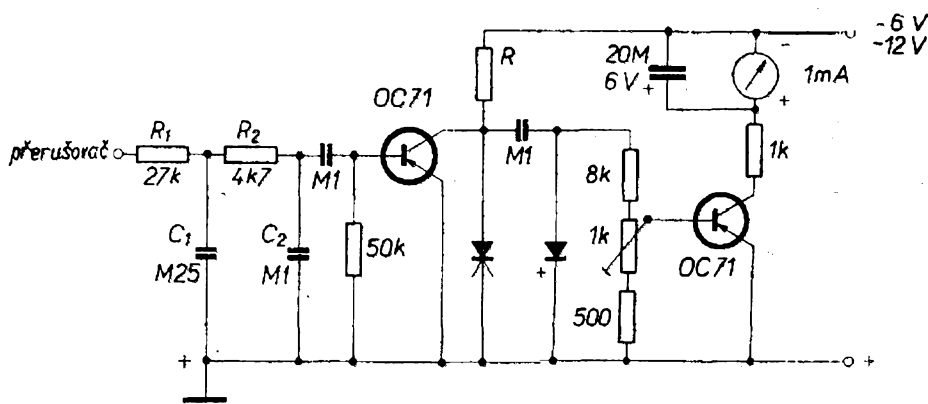 -6 V
-12 V
R
20M
6V +
-
1mA
+
OC71
přerušovač
R1
27k
R2
4k7
M1
M1
8k
1k
1k
C1
M25
C2
M1
50k
+
OC71
500
+
+